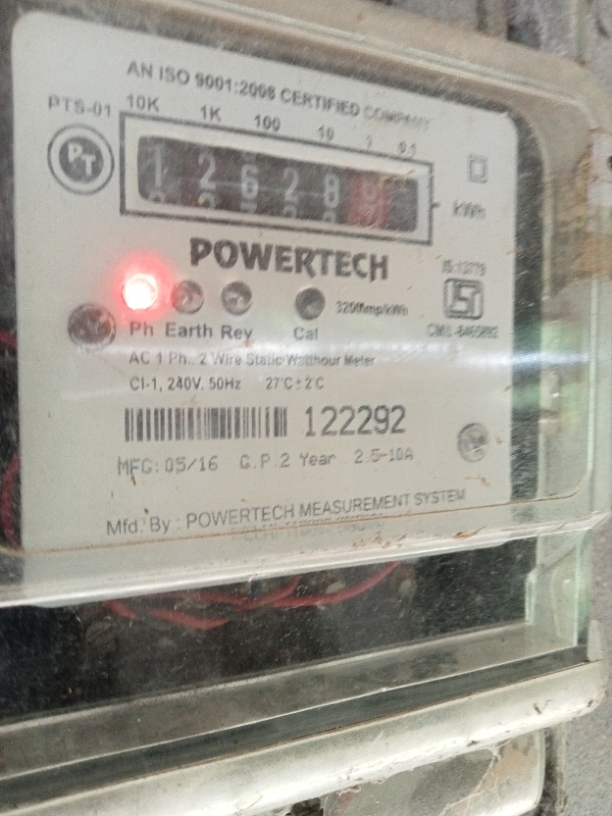 AN ISO 9001:2008 CERTIFIED COMPANY
PTS-01
10K 1K 100 10 1 0.1
PT
1 2 6 2 8
kWh
POWERTECH
IS:13779
3200imp/kWh
Ph Earth Rev Cal
AC 1 Ph., 2 Wire Static Watthour Meter
Cl-1, 240V, 50Hz 27°C±2°C
122292
MFG:05/16 G.P.2 Year 2.5-10A
Mfd. By : POWERTECH MEASUREMENT SYSTEM